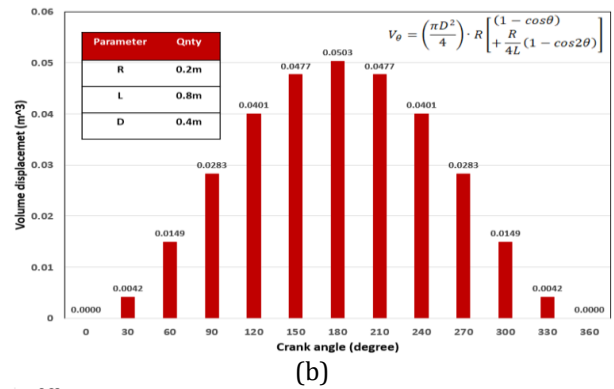 0.06
V_θ = (πD²/4) · R [(1 − cosθ) + R/4L (1 − cos2θ)]
Parameter Qnty
R 0.2m
L 0.8m
D 0.4m
Volume displacemet (m^3)
0.05
0.04
0.03
0.02
0.01
0
0.0000
0.0042
0.0149
0.0283
0.0401
0.0477
0.0503
0.0477
0.0401
0.0283
0.0149
0.0042
0.0000
0 30 60 90 120 150 180 210 240 270 300 330 360
Crank angle (degree)
(b)